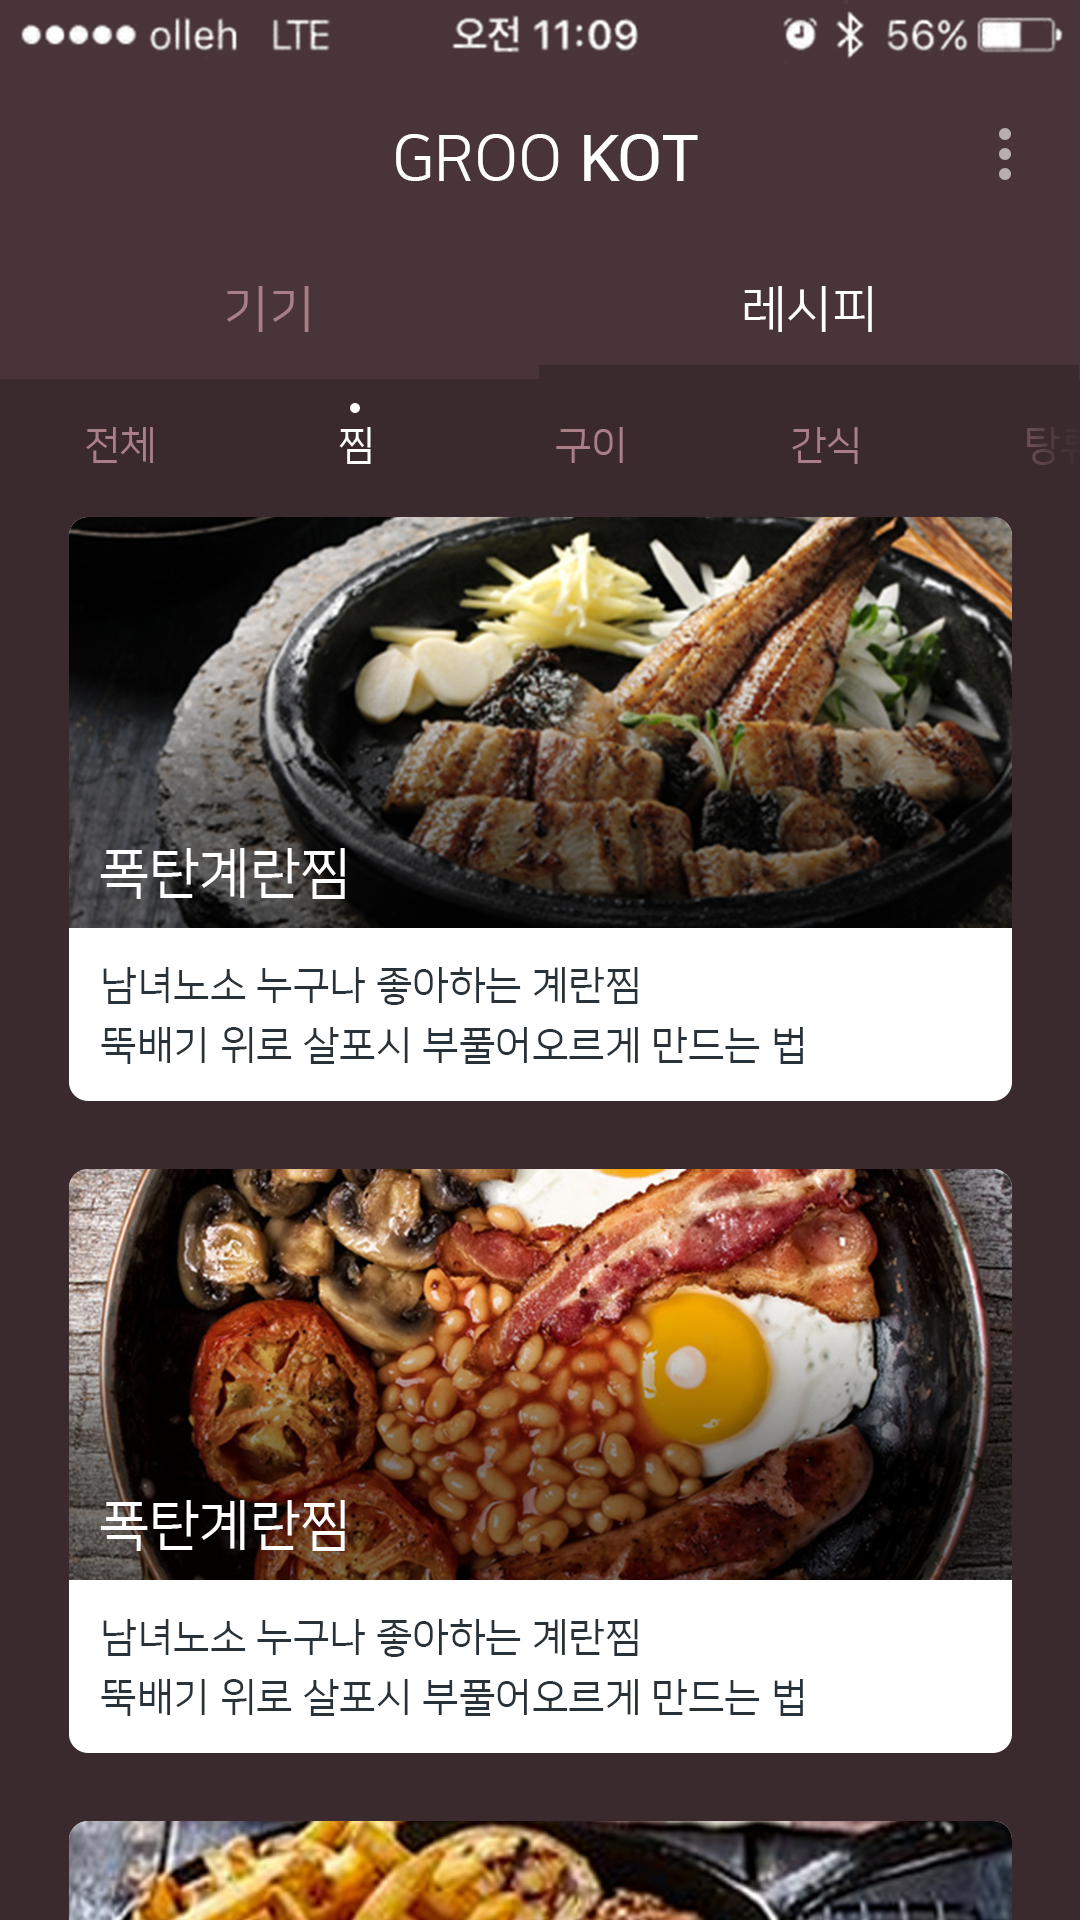 olleh LTE 오전 11:09 56%
GROO KOT
기기 레시피
전체 찜 구이 간식
폭탄계란찜
남녀노소 누구나 좋아하는 계란찜
뚝배기 위로 살포시 부풀어오르게 만드는 법
폭탄계란찜
남녀노소 누구나 좋아하는 계란찜
뚝배기 위로 살포시 부풀어오르게 만드는 법